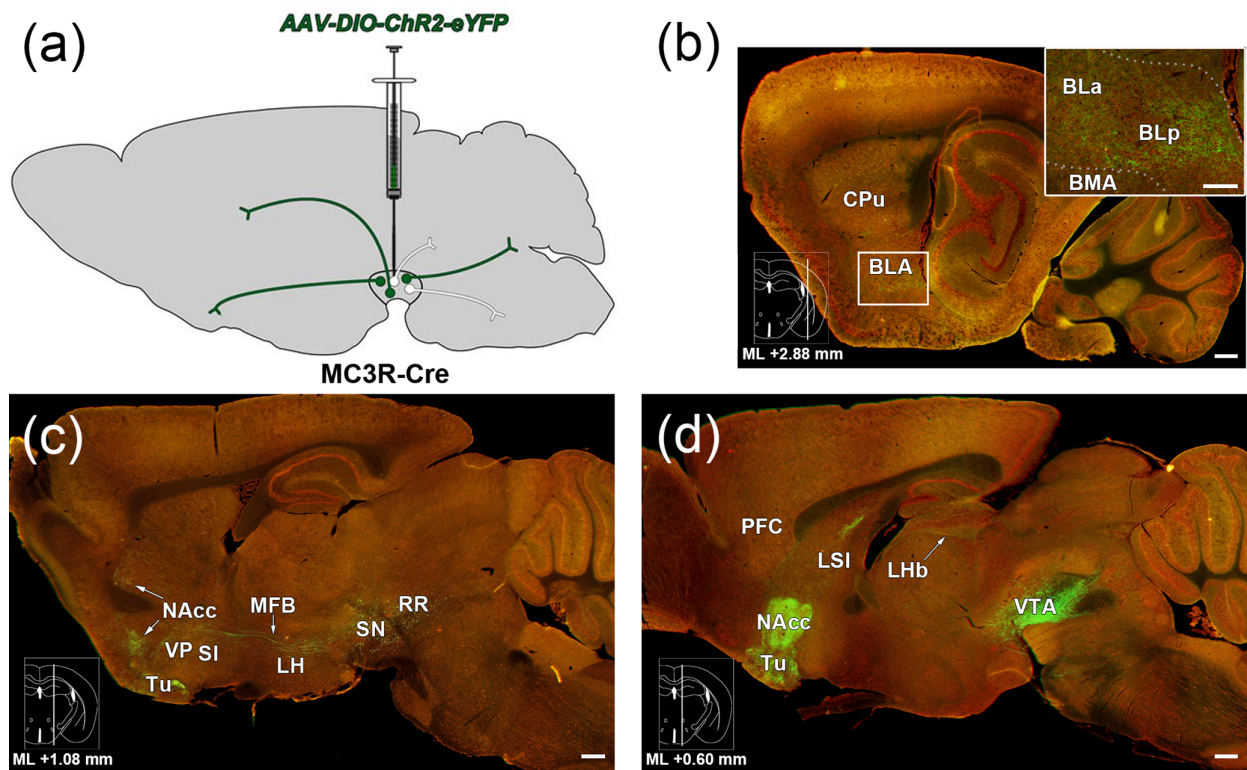 (a)
AAV-DIO-ChR2-eYFP
MC3R-Cre
(b)
BLa
BLp
BMA
CPu
BLA
ML +2.88 mm
(c)
NAcc
MFB
RR
SN
VP
SI
LH
Tu
ML +1.08 mm
(d)
PFC
LSI
LHb
NAcc
VTA
Tu
ML +0.60 mm